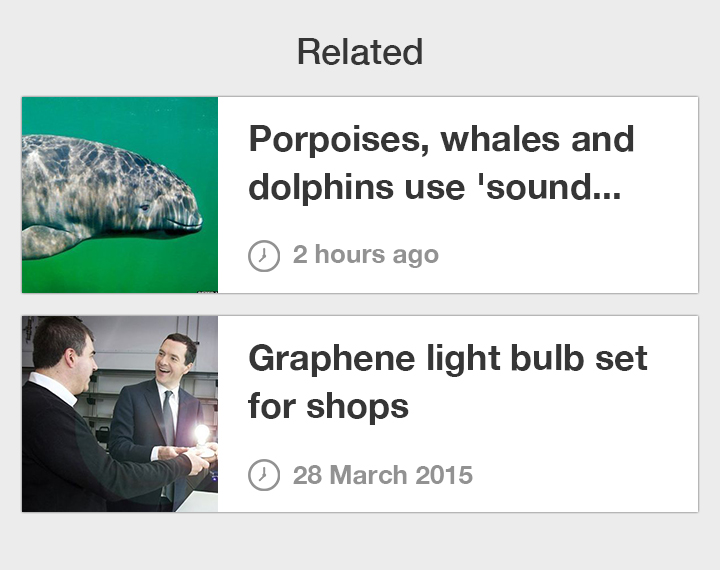 Related
Porpoises, whales and
dolphins use 'sound...
2 hours ago
Graphene light bulb set
for shops
28 March 2015